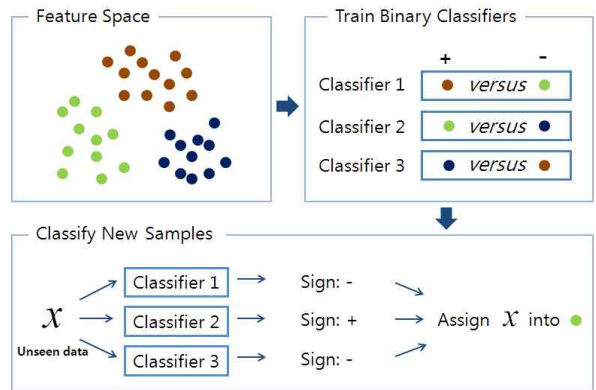 Feature Space
Train Binary Classifiers
+ -
Classifier 1 versus
Classifier 2 versus
Classifier 3 versus
Classify New Samples
x
Unseen data
Classifier 1 Sign: -
Classifier 2 Sign: +
Classifier 3 Sign: -
Assign x into